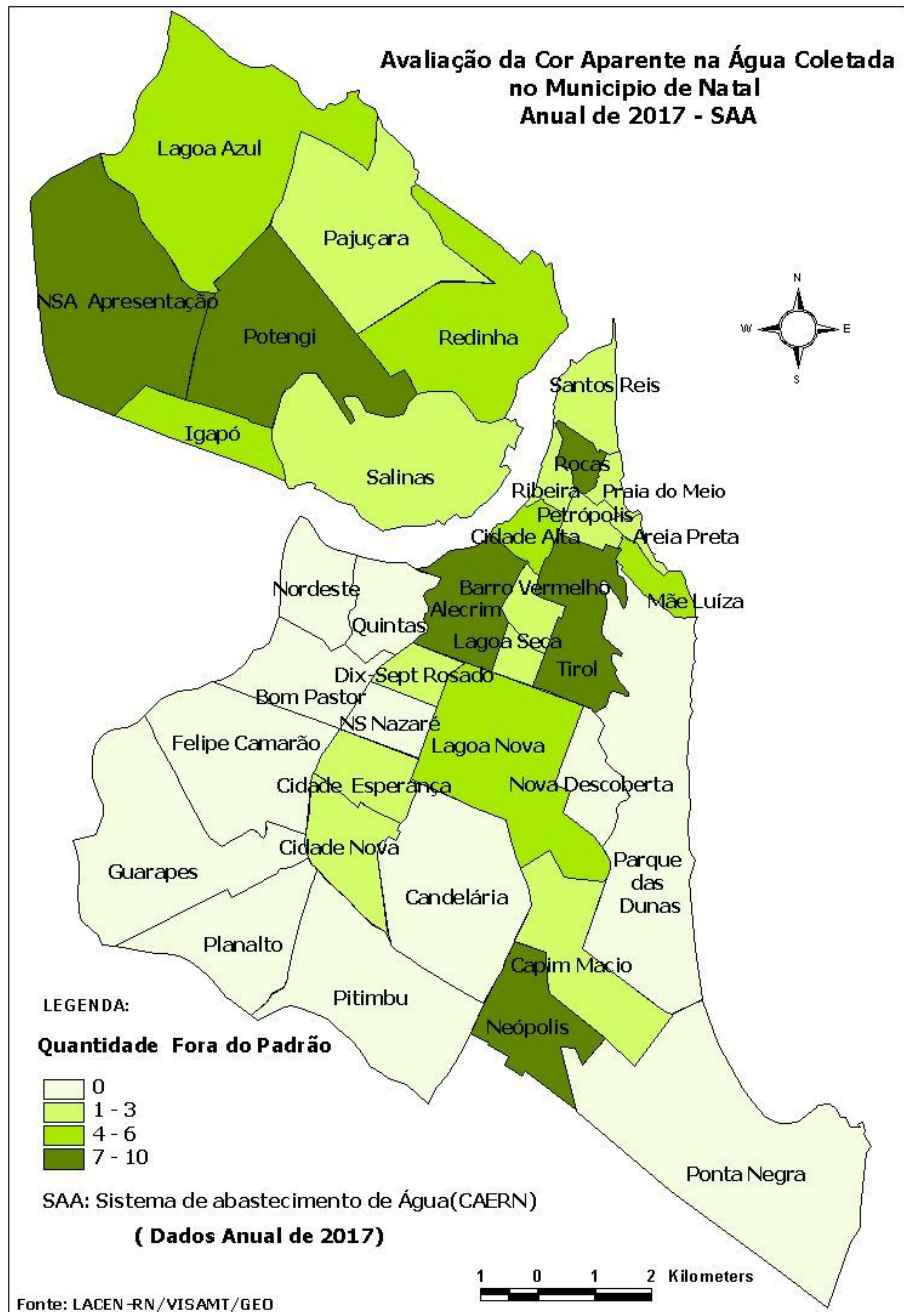 Avaliação da Cor Aparente na Água Coletada
no Municipio de Natal
Anual de 2017 - SAA
Lagoa Azul
Pajuçara
NSA Apresentação
Potengi
Redinha
Igapó
Salinas
N
W
E
S
Santos Reis
Rocas
Ribeira
Praia do Meio
Petrópolis
Cidade Alta
Areia Preta
Barro Vermelho
Mãe Luíza
Nordeste
Alecrim
Quintas
Lagoa Seca
Tirol
Dix-Sept Rosado
Bom Pastor
NS Nazaré
Felipe Camarão
Lagoa Nova
Cidade Esperança
Nova Descoberta
Cidade Nova
Guarapes
Candelária
Parque
das
Dunas
Planalto
Capim Macio
Pitimbu
Neópolis
Ponta Negra
LEGENDA:
Quantidade Fora do Padrão
0
1 - 3
4 - 6
7 - 10
SAA: Sistema de abastecimento de Água(CAERN)
( Dados Anual de 2017)
1 0 1 2 Kilometers
Fonte: LACEN-RN/VISAMT/GEO